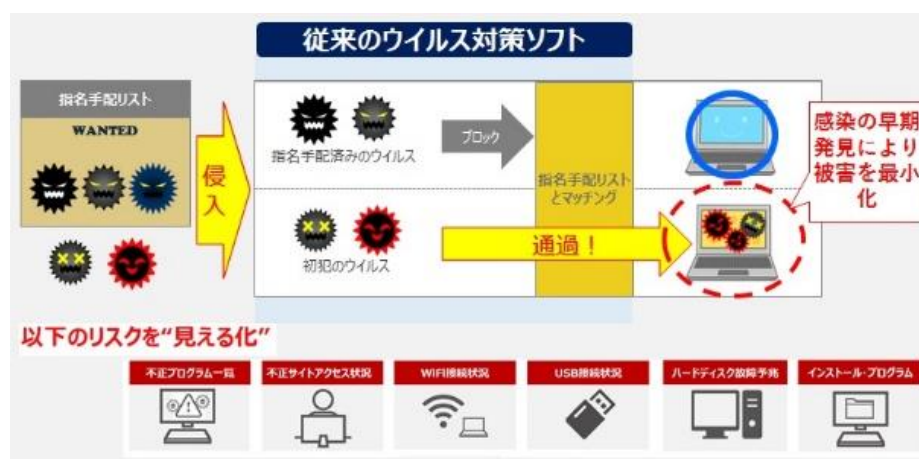 従来のウイルス対策ソフト
指名手配リスト
WANTED
侵入
指名手配済みのウイルス
ブロック
指名手配リスト
とマッチング
初犯のウイルス
通過！
感染の早期
発見により
被害を最小
化
以下のリスクを“見える化”
不正プログラム一覧
不正サイトアクセス状況
WIFI接続状況
USB接続状況
ハードディスク故障予兆
インストール・プログラム